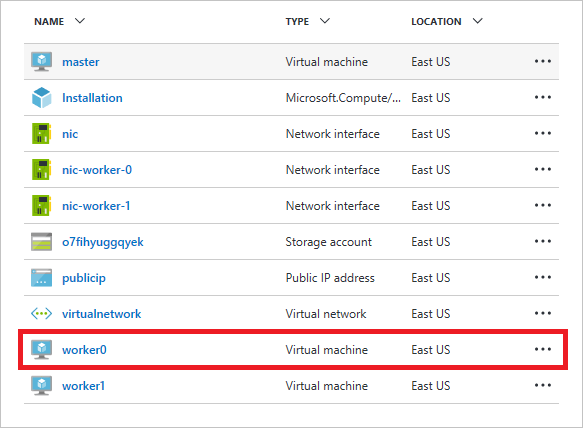 NAME TYPE LOCATION
master Virtual machine East US ...
Installation Microsoft.Compute/... East US ...
nic Network interface East US ...
nic-worker-0 Network interface East US ...
nic-worker-1 Network interface East US ...
o7fihyuggqyek Storage account East US ...
publicip Public IP address East US ...
virtualnetwork Virtual network East US ...
worker0 Virtual machine East US ...
worker1 Virtual machine East US ...